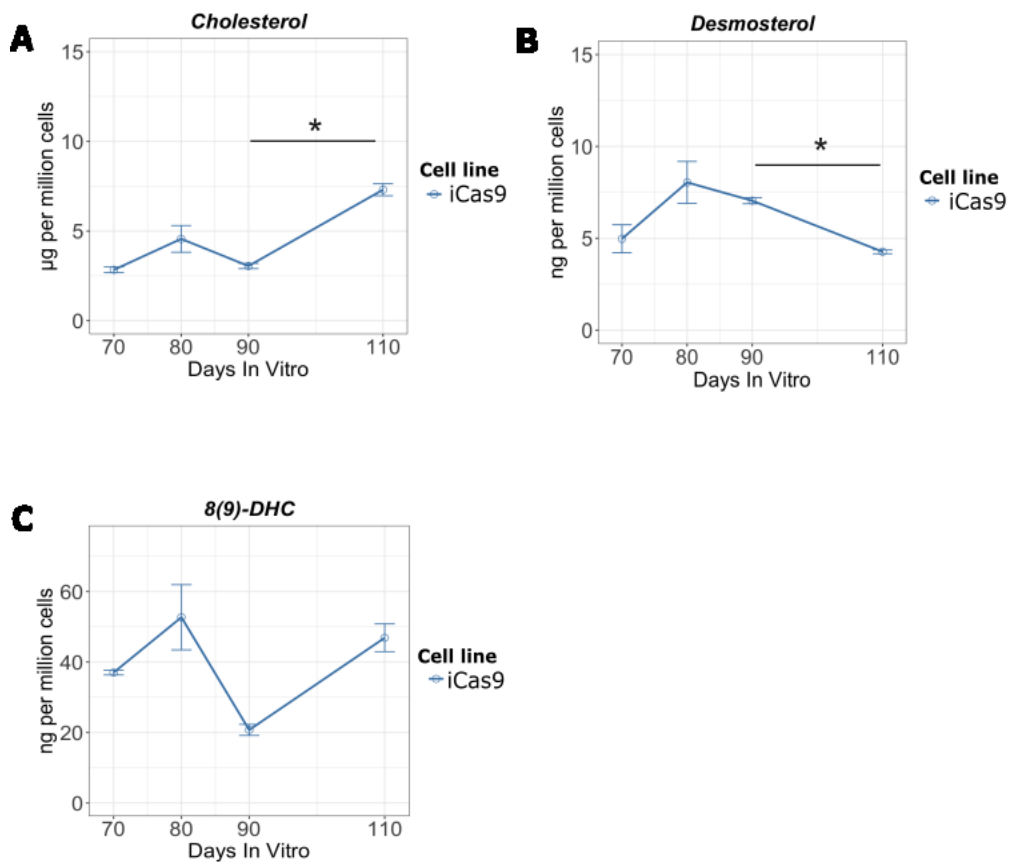 A
Cholesterol
µg per million cells
15
10
5
0
*
70 80 90 110
Days In Vitro
Cell line
iCas9
B
Desmosterol
ng per million cells
15
10
5
0
*
70 80 90 110
Days In Vitro
Cell line
iCas9
C
8(9)-DHC
ng per million cells
60
40
20
0
70 80 90 110
Days In Vitro
Cell line
iCas9